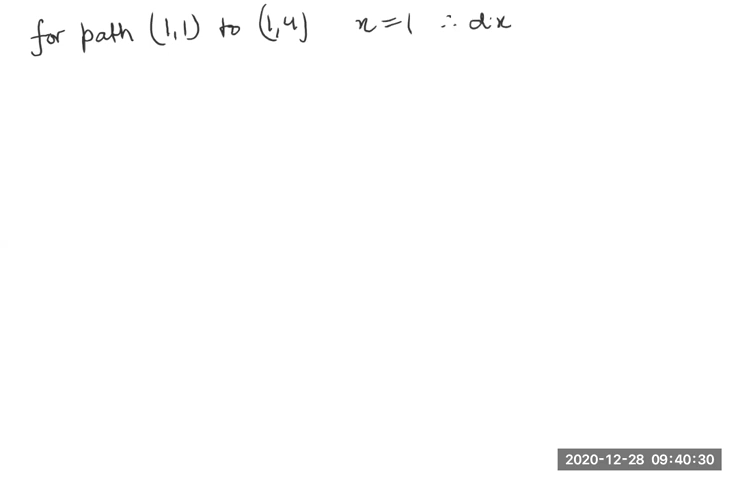 for path (1,1) to (1,4) x=1 ∴ dx
2020-12-28 09:40:30